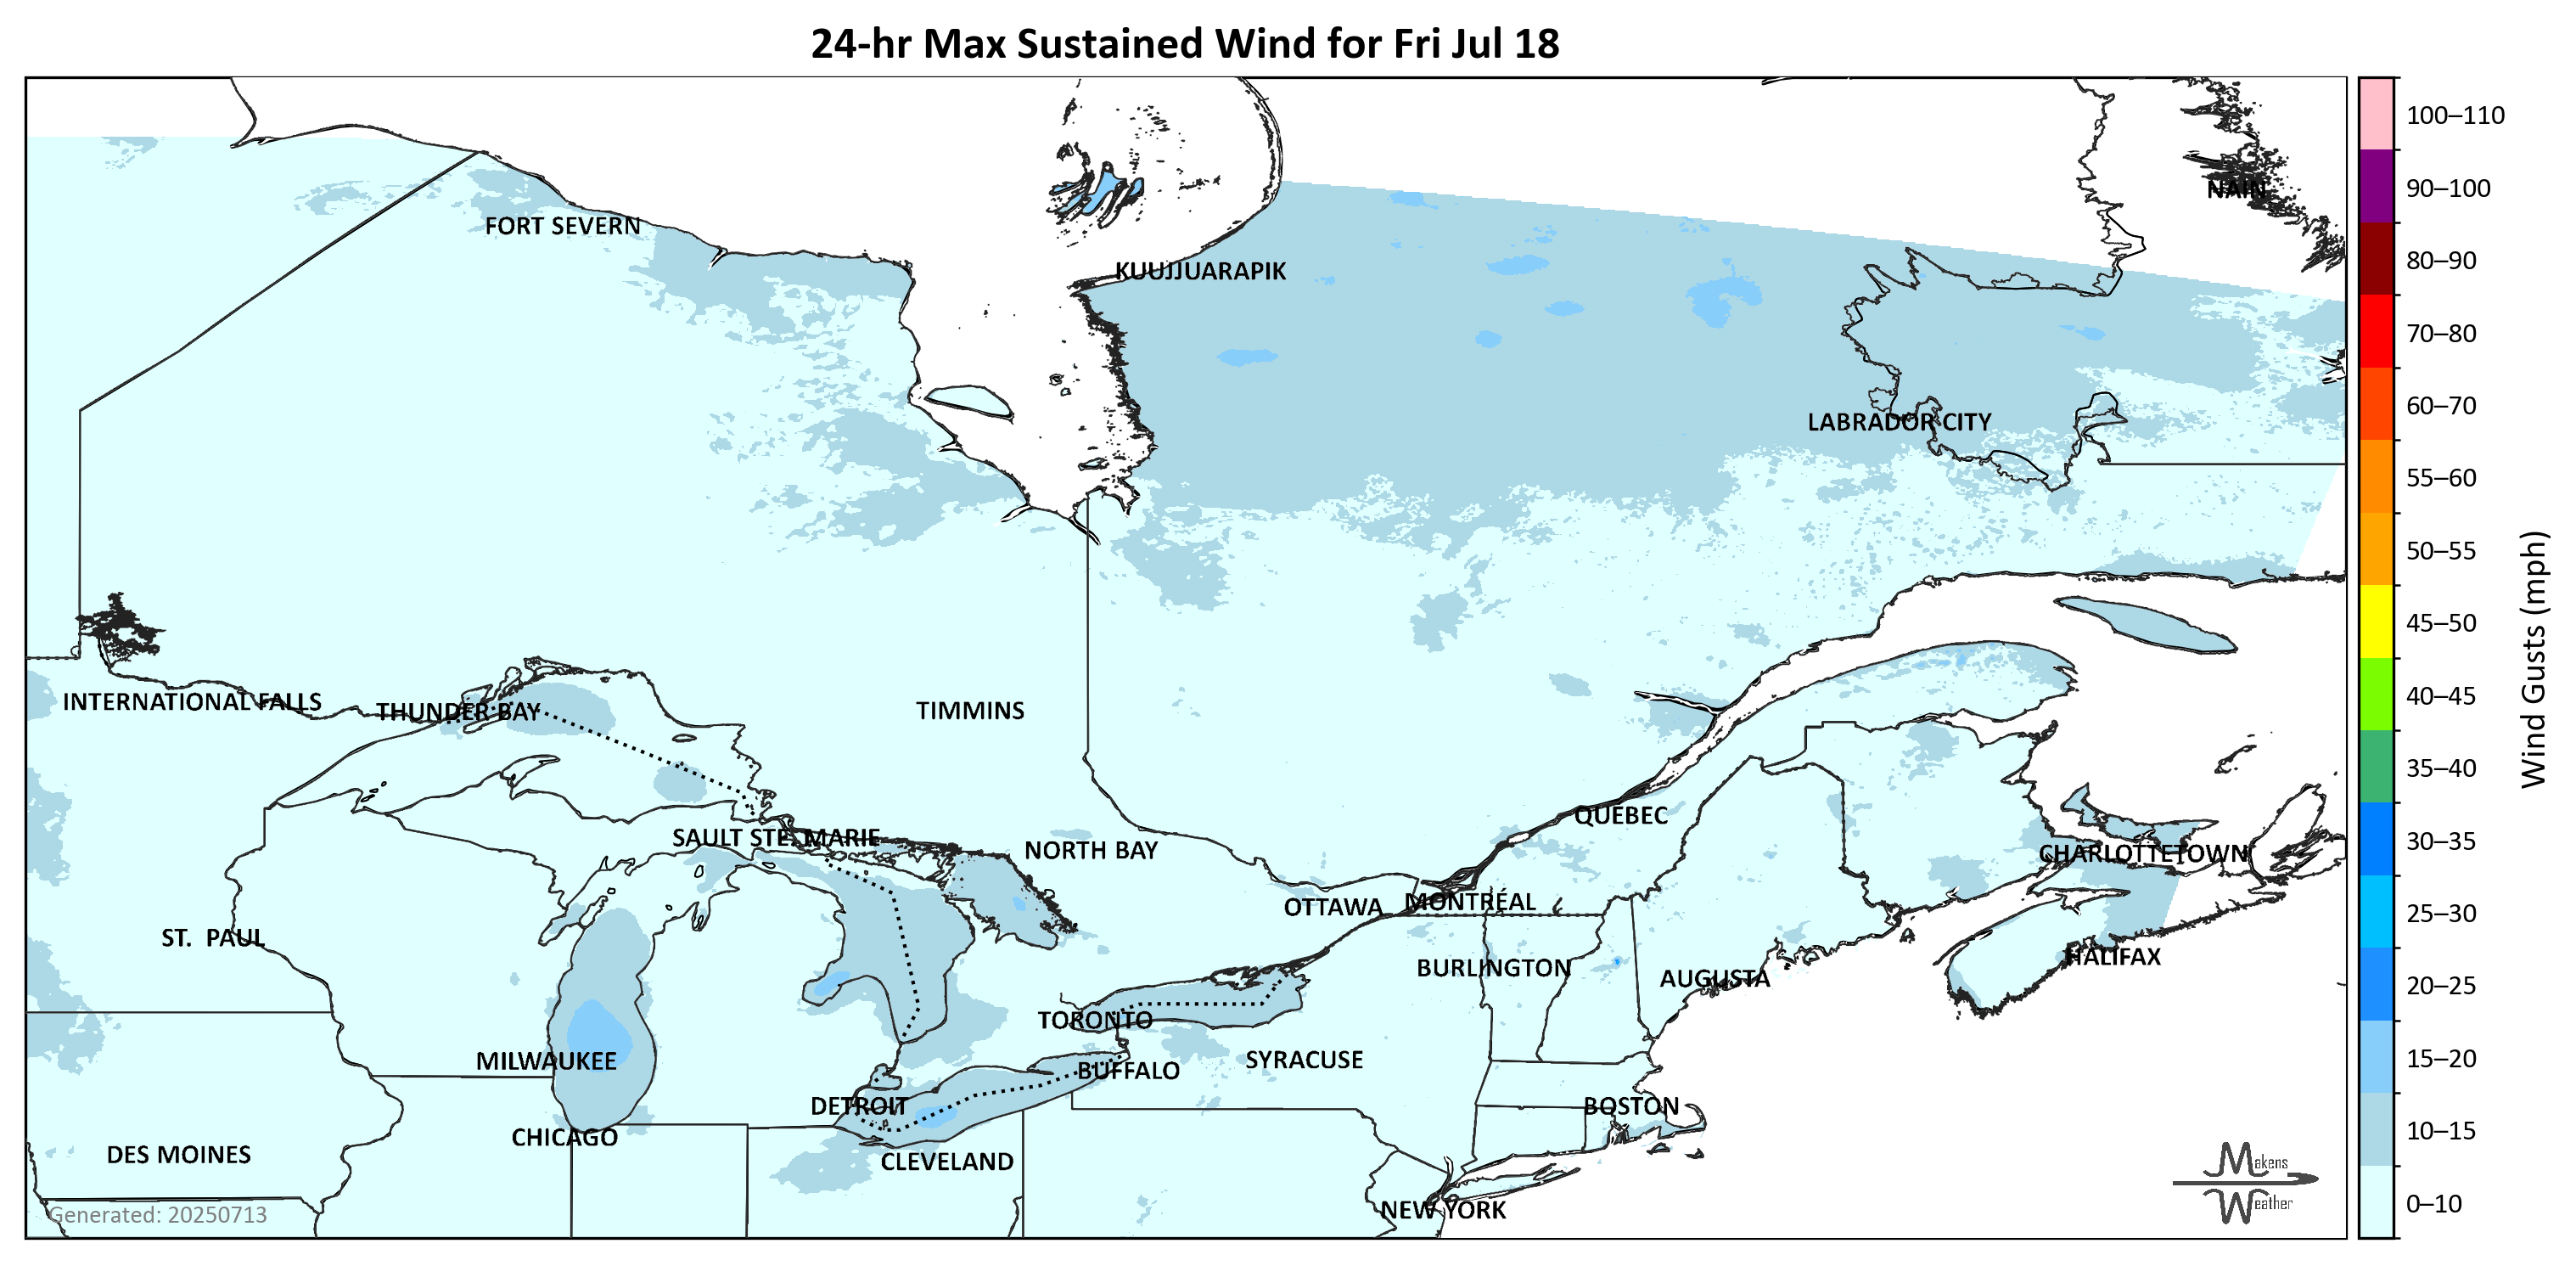 24-hr Max Sustained Wind for Fri Jul 18
NAIN
FORT SEVERN
KUUJJUARAPIK
LABRADOR CITY
INTERNATIONAL FALLS
THUNDER BAY
TIMMINS
QUÉBEC
SAULT STE. MARIE
NORTH BAY
CHARLOTTETOWN
OTTAWA
MONTRÉAL
ST. PAUL
HALIFAX
BURLINGTON
AUGUSTA
TORONTO
MILWAUKEE
SYRACUSE
BUFFALO
DETROIT
BOSTON
CHICAGO
DES MOINES
CLEVELAND
NEW YORK
Generated: 20250713
Makens
Weather
100–110
90–100
80–90
70–80
60–70
55–60
50–55
45–50
40–45
35–40
30–35
25–30
20–25
15–20
10–15
0–10
Wind Gusts (mph)